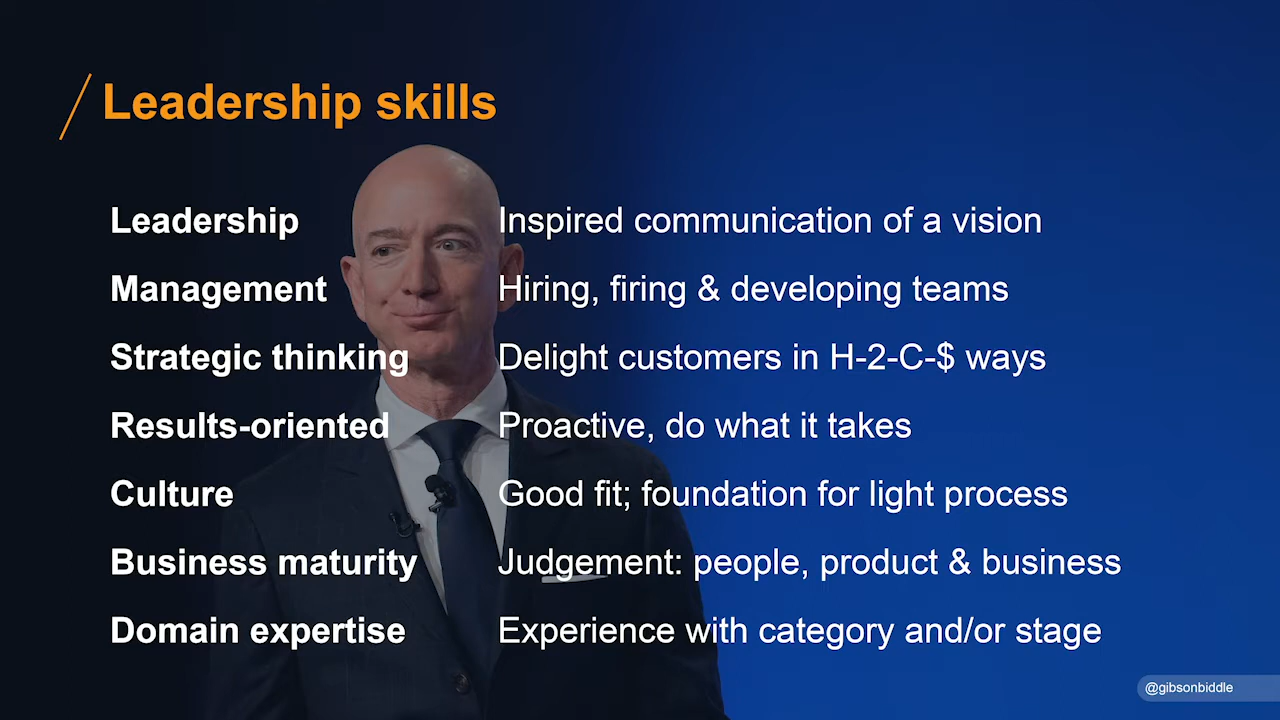 Leadership skills
Leadership Inspired communication of a vision
Management Hiring, firing & developing teams
Strategic thinking Delight customers in H-2-C-$ ways
Results-oriented Proactive, do what it takes
Culture Good fit; foundation for light process
Business maturity Judgement: people, product & business
Domain expertise Experience with category and/or stage
@gibsonbiddle